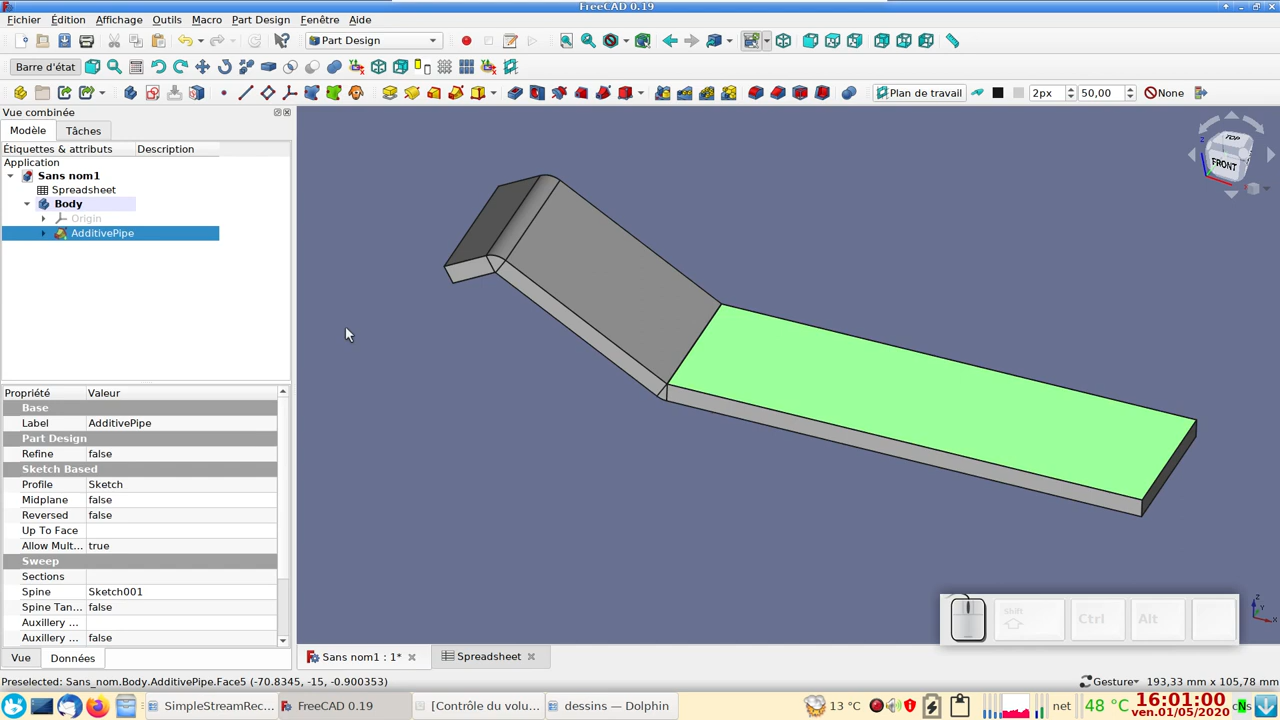 FreeCAD 0.19
Fichier Édition Affichage Outils Macro Part Design Fenêtre Aide
Part Design
Barre d'état
Plan de travail 2px 50,00 None
Vue combinée
Modèle Tâches
Étiquettes & attributs Description
Application
Sans nom1
Spreadsheet
Body
Origin
AdditivePipe
TOP
FRONT
Propriété Valeur
Base
Label AdditivePipe
Part Design
Refine false
Sketch Based
Profile Sketch
Midplane false
Reversed false
Up To Face
Allow Mult... true
Sweep
Sections
Spine Sketch001
Spine Tan... false
Auxillery ...
Auxillery ... false
Vue Données
Shift Ctrl Alt
Sans nom1 : 1* Spreadsheet
Preselected: Sans_nom.Body.AdditivePipe.Face5 (-70.8345, -15, -0.900353) Gesture 193,33 mm x 105,78 mm
SimpleStreamRec... FreeCAD 0.19 [Contrôle du volu... dessins — Dolphin 13 °C net 48 °C 16:01:00
ven.01/05/2020